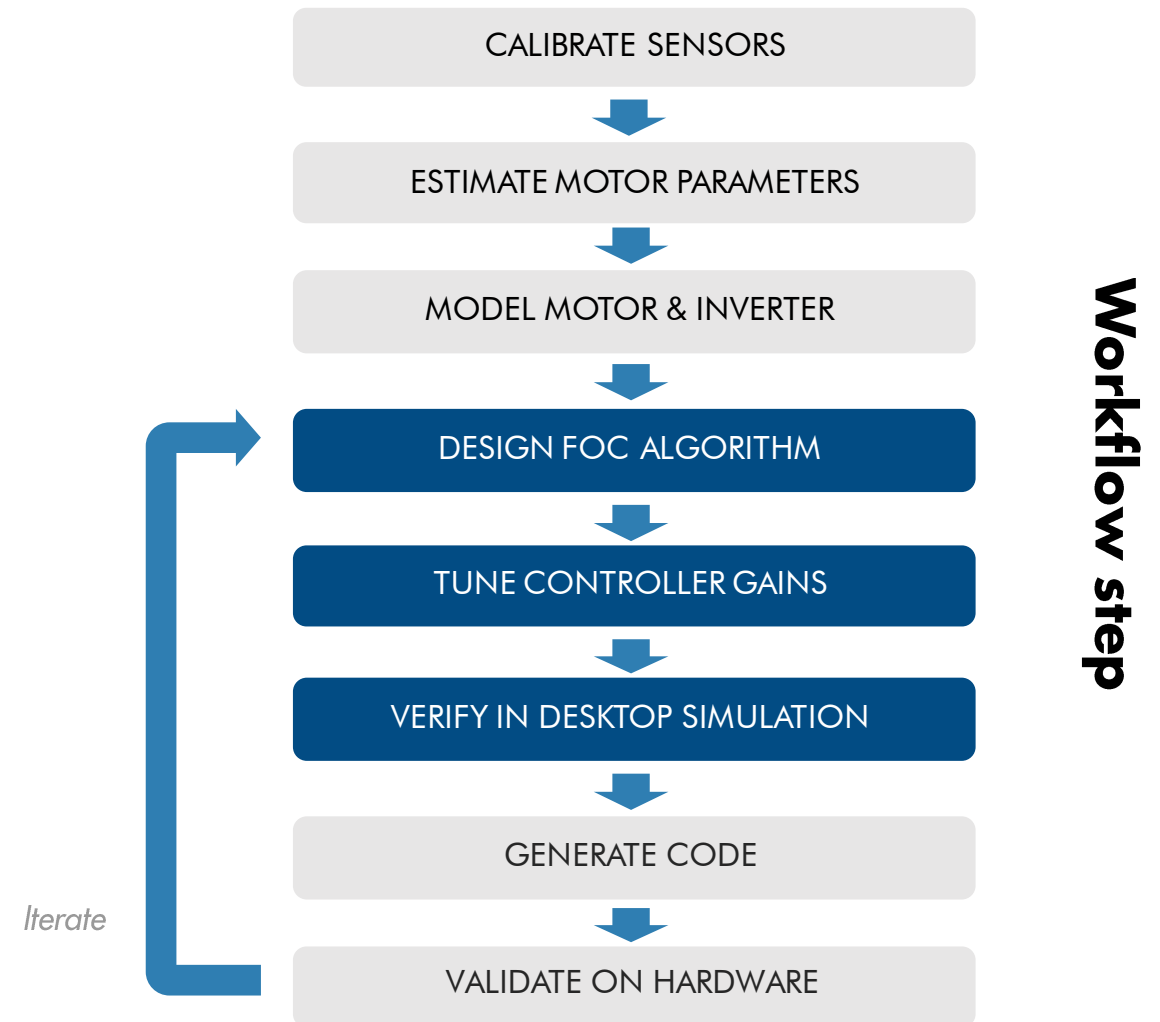 CALIBRATE SENSORS
ESTIMATE MOTOR PARAMETERS
MODEL MOTOR & INVERTER
DESIGN FOC ALGORITHM
TUNE CONTROLLER GAINS
VERIFY IN DESKTOP SIMULATION
GENERATE CODE
VALIDATE ON HARDWARE
Iterate
Workflow step